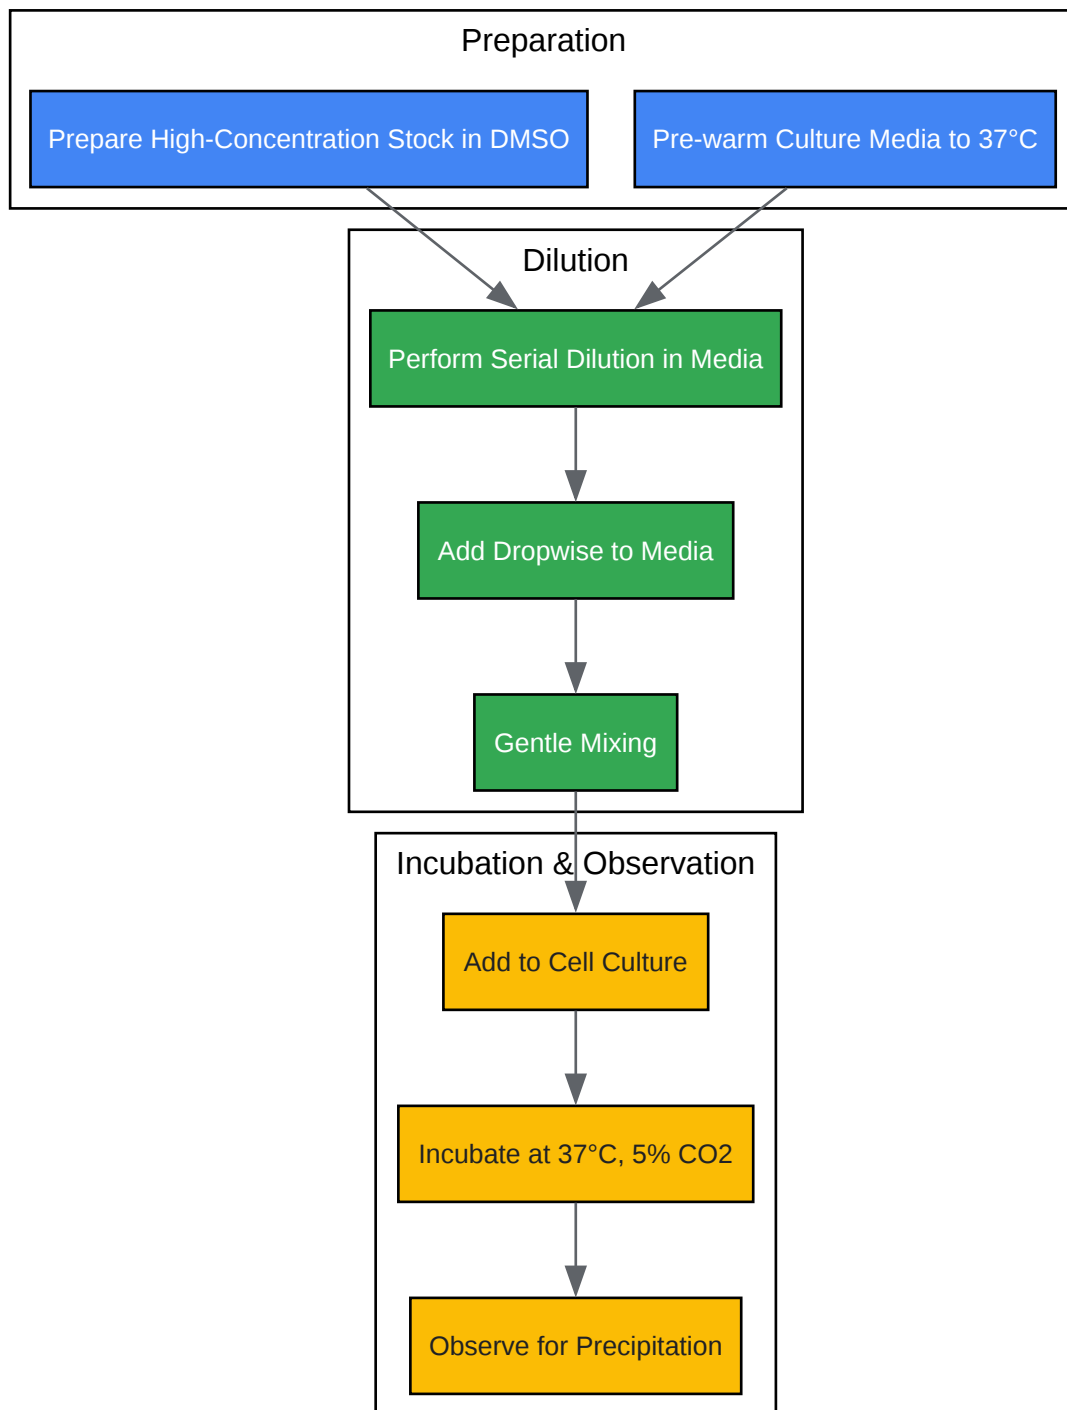 Preparation
Prepare High-Concentration Stock in DMSO
Pre-warm Culture Media to 37°C
Dilution
Perform Serial Dilution in Media
Add Dropwise to Media
Gentle Mixing
Incubation & Observation
Add to Cell Culture
Incubate at 37°C, 5% CO2
Observe for Precipitation